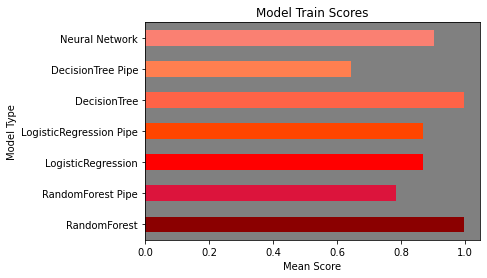 Model Train Scores
Model Type
Neural Network
DecisionTree Pipe
DecisionTree
LogisticRegression Pipe
LogisticRegression
RandomForest Pipe
RandomForest
0.0 0.2 0.4 0.6 0.8 1.0
Mean Score